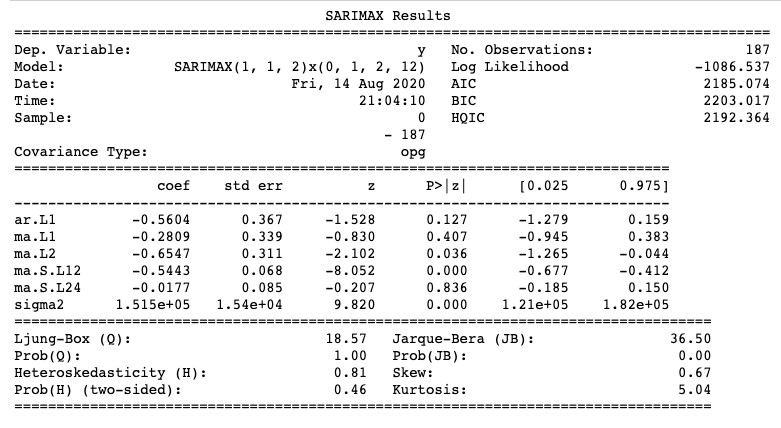 SARIMAX Results
==============================================================================================
Dep. Variable:                                  y   No. Observations:                  187
Model:             SARIMAX(1, 1, 2)x(0, 1, 2, 12)   Log Likelihood               -1086.537
Date:                            Fri, 14 Aug 2020   AIC                           2185.074
Time:                                    21:04:10   BIC                           2203.017
Sample:                                         0   HQIC                          2192.364
- 187
Covariance Type:                              opg
==============================================================================
coef    std err          z      P>|z|      [0.025      0.975]
------------------------------------------------------------------------------
ar.L1         -0.5604      0.367     -1.528      0.127      -1.279       0.159
ma.L1         -0.2809      0.339     -0.830      0.407      -0.945       0.383
ma.L2         -0.6547      0.311     -2.102      0.036      -1.265      -0.044
ma.S.L12      -0.5443      0.068     -8.052      0.000      -0.677      -0.412
ma.S.L24      -0.0177      0.085     -0.207      0.836      -0.185       0.150
sigma2      1.515e+05   1.54e+04      9.820      0.000    1.21e+05    1.82e+05
===================================================================================
Ljung-Box (Q):                       18.57   Jarque-Bera (JB):                36.50
Prob(Q):                              1.00   Prob(JB):                         0.00
Heteroskedasticity (H):               0.81   Skew:                             0.67
Prob(H) (two-sided):                  0.46   Kurtosis:                         5.04
===================================================================================